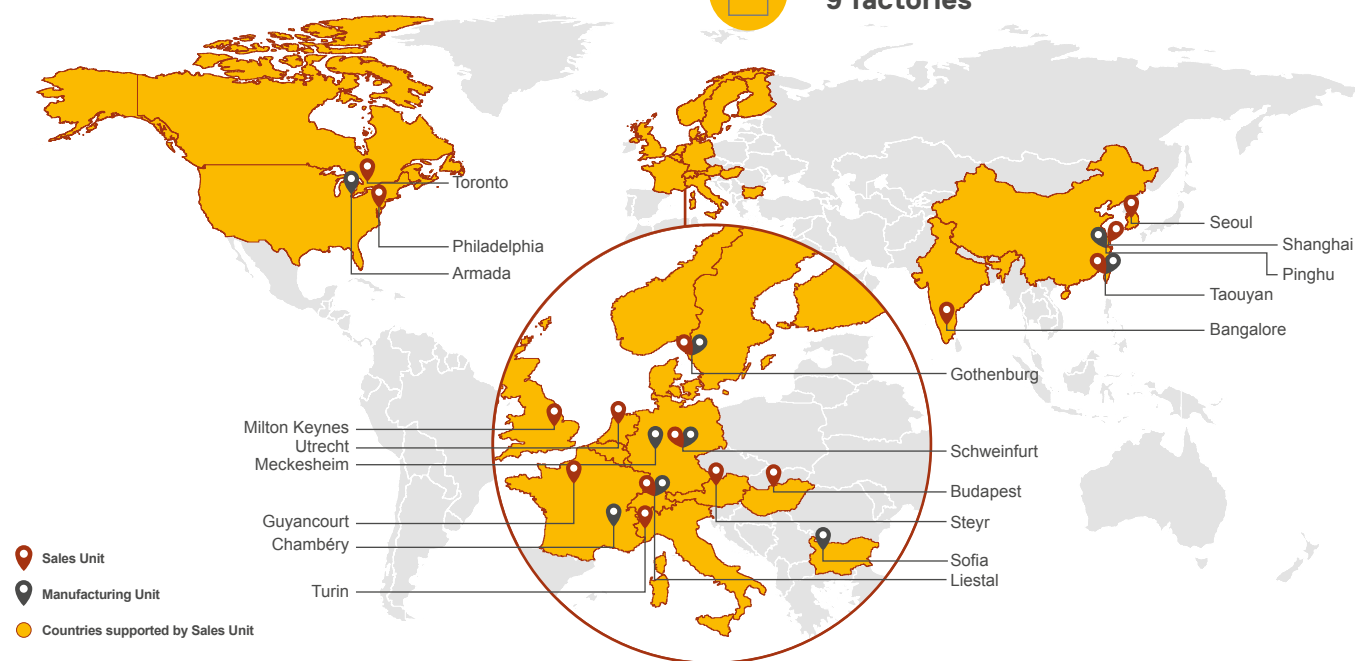 9 factories
Toronto
Philadelphia
Armada
Seoul
Shanghai
Pinghu
Taouyan
Bangalore
Gothenburg
Milton Keynes
Utrecht
Meckesheim
Schweinfurt
Budapest
Guyancourt
Steyr
Chambéry
Sofia
Liestal
Turin
Sales Unit
Manufacturing Unit
Countries supported by Sales Unit